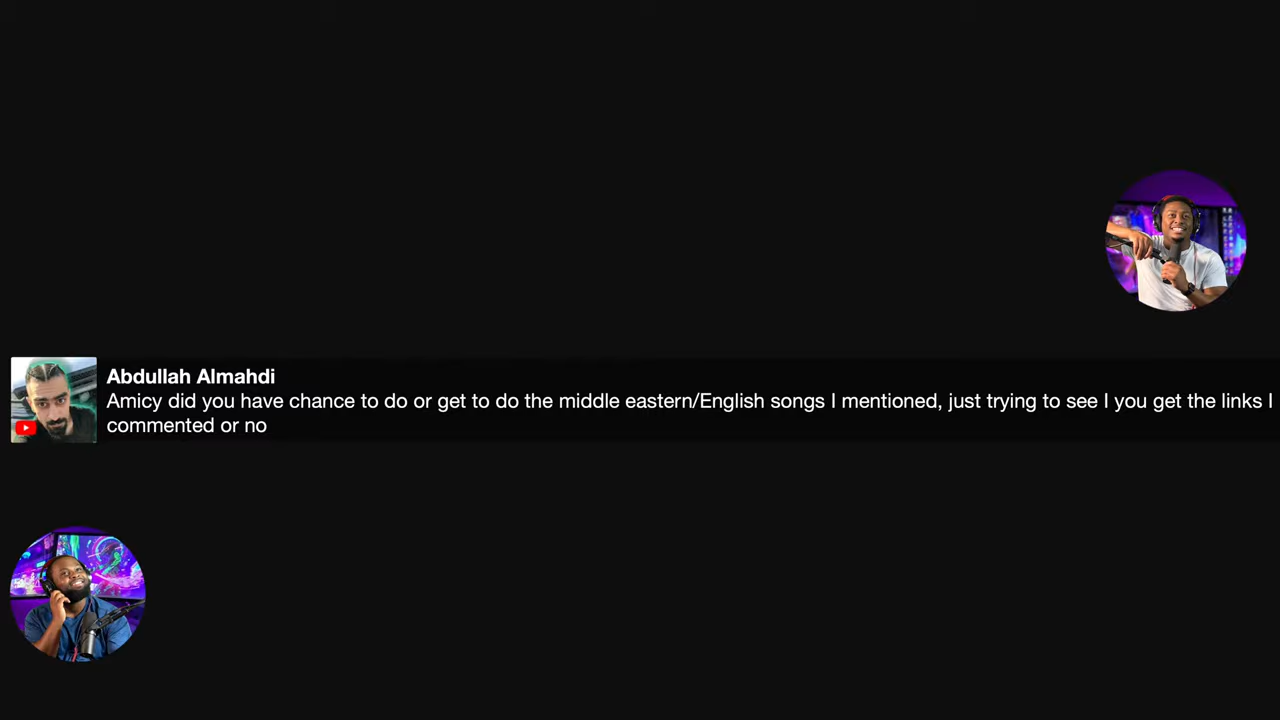 Abdullah Almahdi
Amicy did you have chance to do or get to do the middle eastern/English songs I mentioned, just trying to see I you get the links I
commented or no